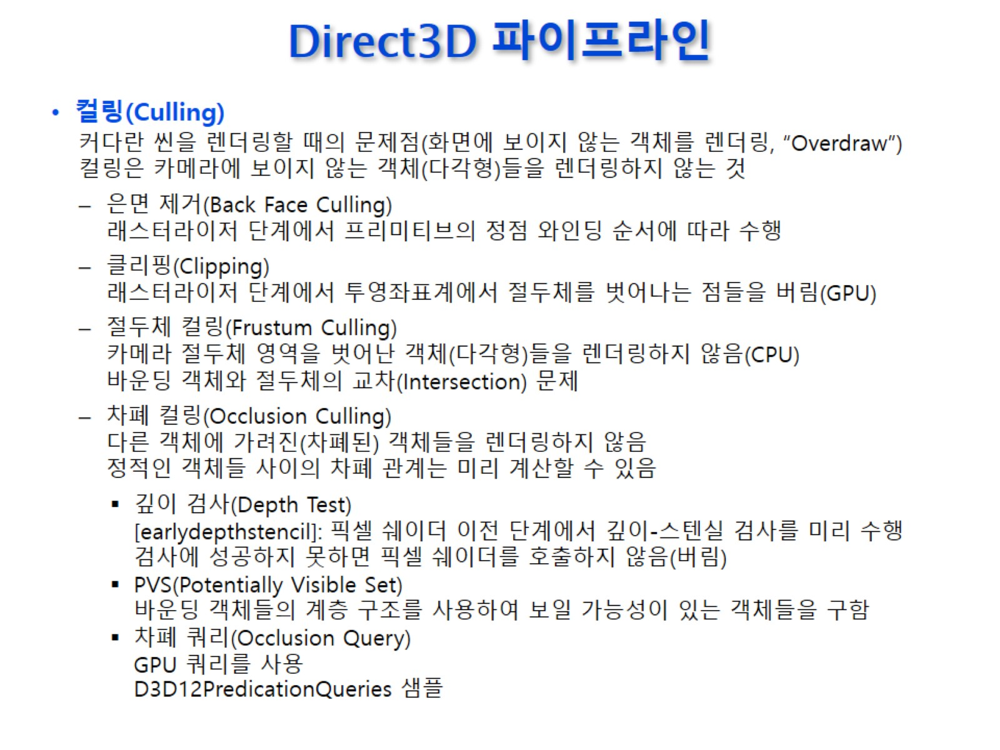 Direct3D 파이프라인
• 컬링(Culling)
커다란 씬을 렌더링할 때의 문제점(화면에 보이지 않는 객체를 렌더링, “Overdraw”)
컬링은 카메라에 보이지 않는 객체(다각형)들을 렌더링하지 않는 것
– 은면 제거(Back Face Culling)
래스터라이저 단계에서 프리미티브의 정점 와인딩 순서에 따라 수행
– 클리핑(Clipping)
래스터라이저 단계에서 투영좌표계에서 절두체를 벗어나는 점들을 버림(GPU)
– 절두체 컬링(Frustum Culling)
카메라 절두체 영역을 벗어난 객체(다각형)들을 렌더링하지 않음(CPU)
바운딩 객체와 절두체의 교차(Intersection) 문제
– 차폐 컬링(Occlusion Culling)
다른 객체에 가려진(차폐된) 객체들을 렌더링하지 않음
정적인 객체들 사이의 차폐 관계는 미리 계산할 수 있음
▪ 깊이 검사(Depth Test)
[earlydepthstencil]: 픽셀 쉐이더 이전 단계에서 깊이-스텐실 검사를 미리 수행
검사에 성공하지 못하면 픽셀 쉐이더를 호출하지 않음(버림)
▪ PVS(Potentially Visible Set)
바운딩 객체들의 계층 구조를 사용하여 보일 가능성이 있는 객체들을 구함
▪ 차폐 쿼리(Occlusion Query)
GPU 쿼리를 사용
D3D12PredicationQueries 샘플